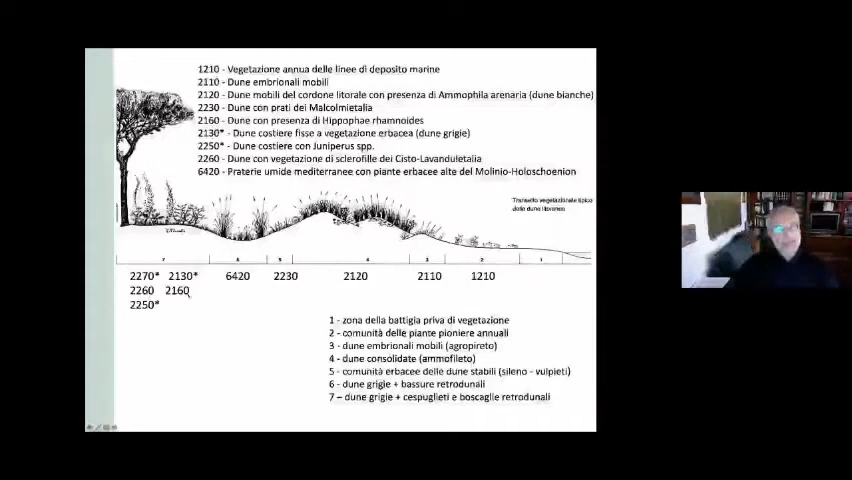 1210 - Vegetazione annua delle linee di deposito marine
2110 - Dune embrionali mobili
2120 - Dune mobili del cordone litorale con presenza di Ammophila arenaria (dune bianche)
2230 - Dune con prati dei Malcolmietalia
2160 - Dune con presenza di Hippophae rhamnoides
2130* - Dune costiere fisse a vegetazione erbacea (dune grigie)
2250* - Dune costiere con Juniperus spp.
2260 - Dune con vegetazione di sclerofille dei Cisto-Lavanduletalia
6420 - Praterie umide mediterranee con piante erbacee alte del Molinio-Holoschoenion
Transetto vegetazionale tipico
delle dune litoranee
7 6 5 4 3 2 1
2270* 2130* 6420 2230 2120 2110 1210
2260 2160
2250*
1 - zona della battigia priva di vegetazione
2 - comunità delle piante pioniere annuali
3 - dune embrionali mobili (agropireto)
4 - dune consolidate (ammofileto)
5 - comunità erbacee delle dune stabili (sileno - vulpieti)
6 - dune grigie + bassure retrodunali
7 – dune grigie + cespuglieti e boscaglie retrodunali